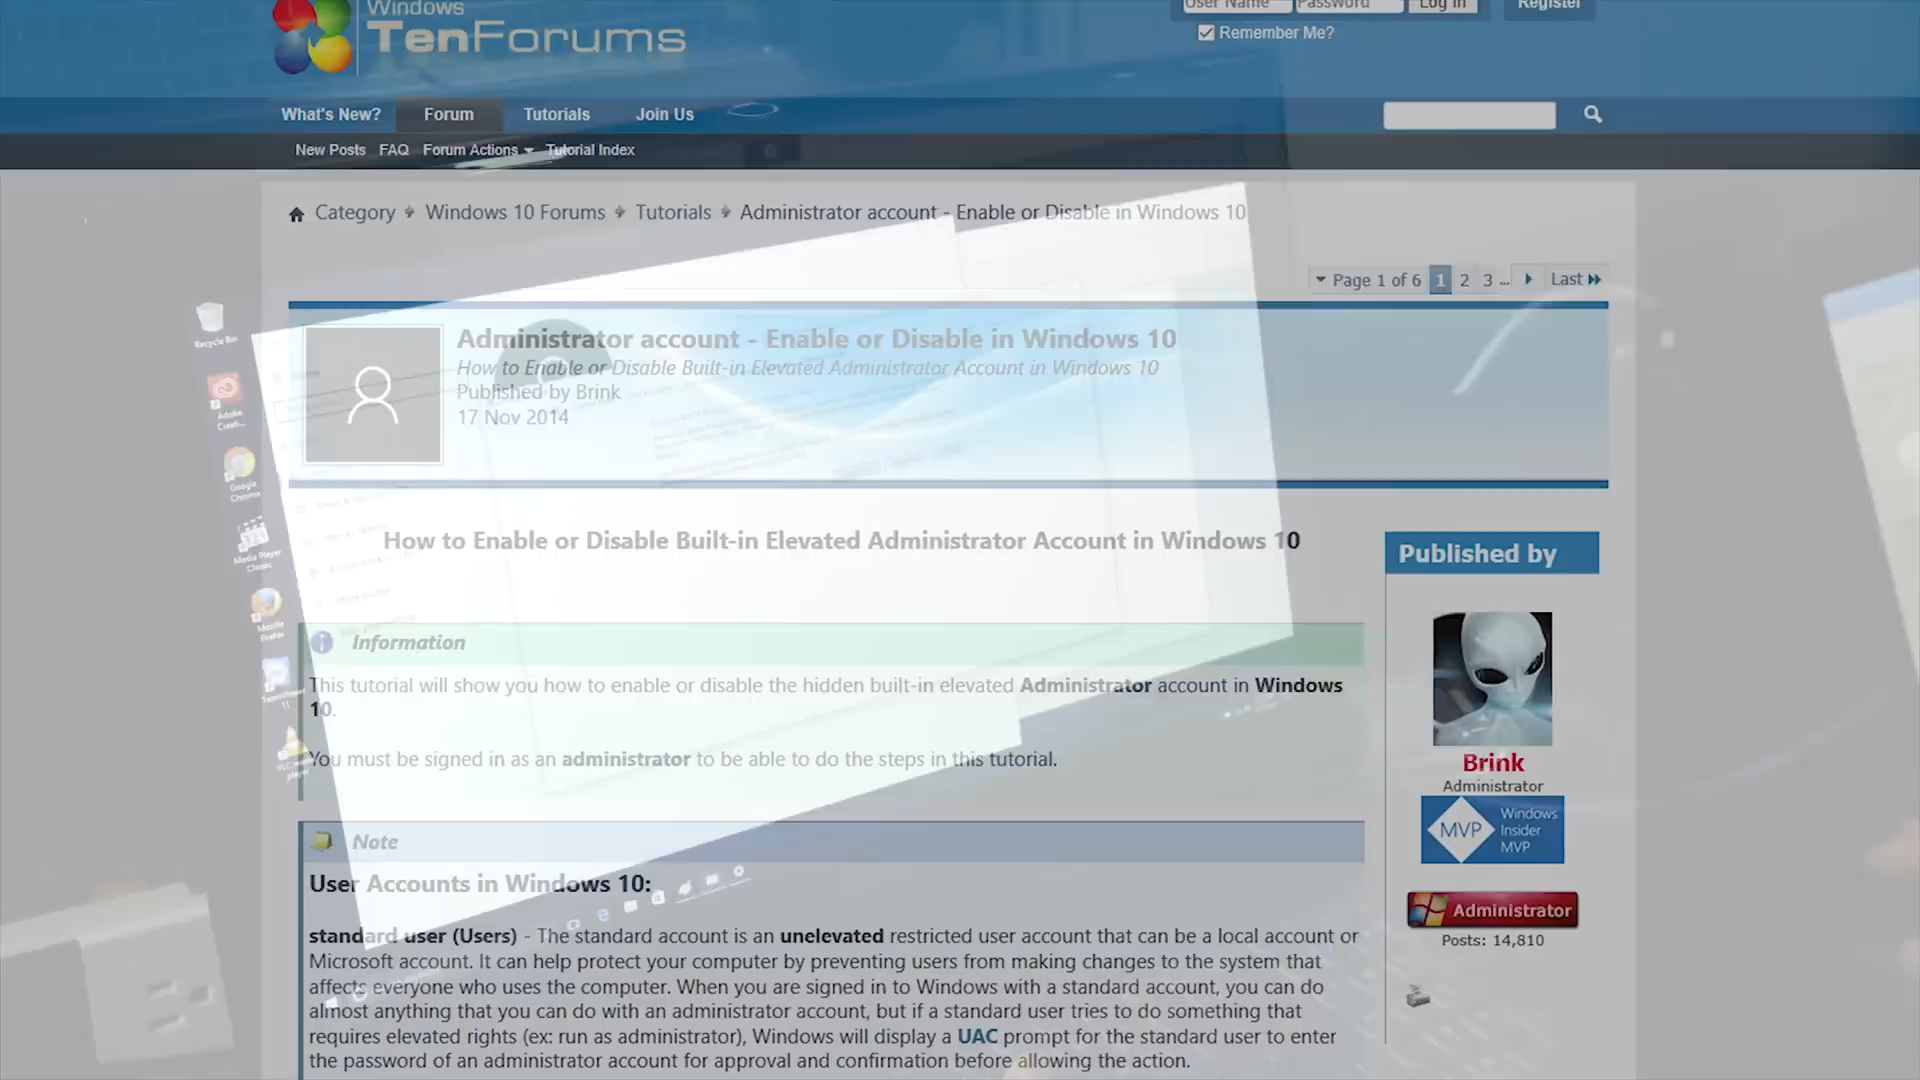 Windows
TenForums
User Name Password Log in Register
Remember Me?
What's New? Forum Tutorials Join Us
New Posts FAQ Forum Actions Tutorial Index
Category Windows 10 Forums Tutorials Administrator account - Enable or Disable in Windows 10
Page 1 of 6 1 2 3 ... Last
Administrator account - Enable or Disable in Windows 10
How to Enable or Disable Built-in Elevated Administrator Account in Windows 10
Published by Brink
17 Nov 2014
Recycle Bin
Adobe
Google
Chrome
Media Player
Classic
Mozilla
Firefox
How to Enable or Disable Built-in Elevated Administrator Account in Windows 10
Information
This tutorial will show you how to enable or disable the hidden built-in elevated Administrator account in Windows
10.
You must be signed in as an administrator to be able to do the steps in this tutorial.
Note
User Accounts in Windows 10:
standard user (Users) - The standard account is an unelevated restricted user account that can be a local account or
Microsoft account. It can help protect your computer by preventing users from making changes to the system that
affects everyone who uses the computer. When you are signed in to Windows with a standard account, you can do
almost anything that you can do with an administrator account, but if a standard user tries to do something that
requires elevated rights (ex: run as administrator), Windows will display a UAC prompt for the standard user to enter
the password of an administrator account for approval and confirmation before allowing the action.
Published by
Brink
Administrator
MVP
Windows
Insider
MVP
Administrator
Posts: 14,810